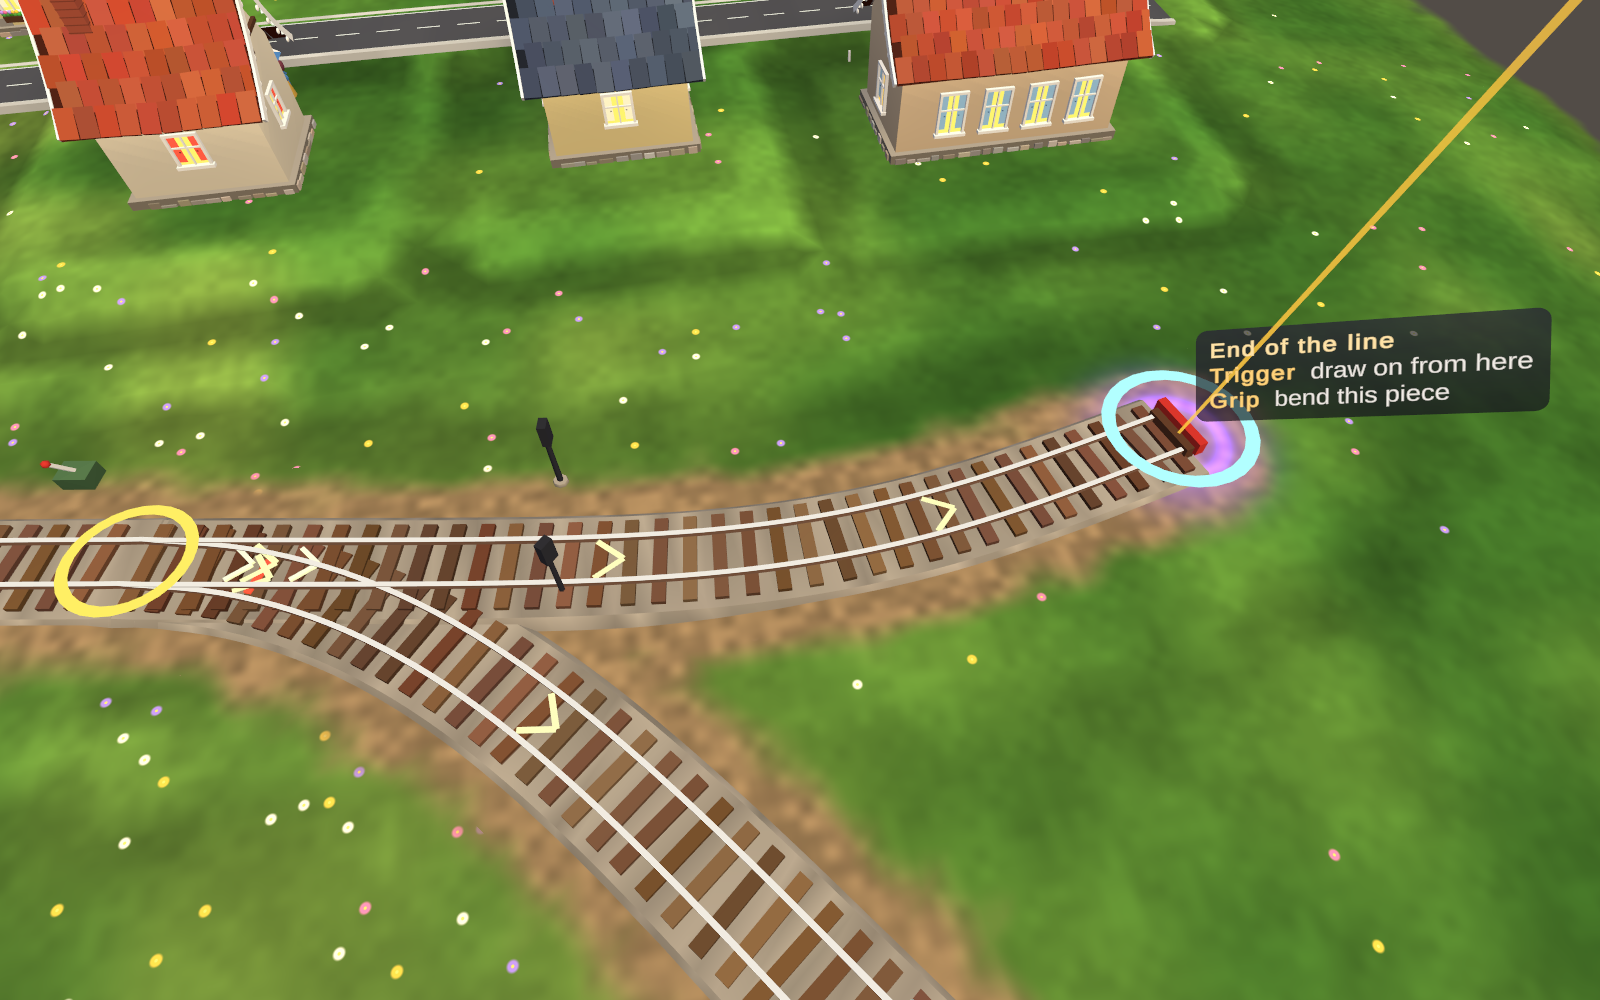 End of the line
Trigger draw on from here
Grip bend this piece